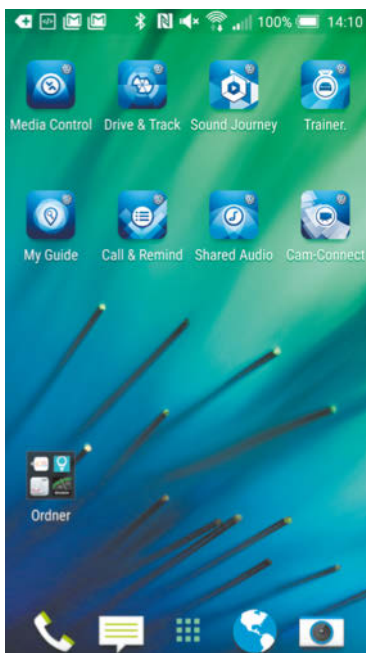 100% 14:10
Media Control Drive & Track Sound Journey Trainer.
My Guide Call & Remind Shared Audio Cam-Connect
Ordner